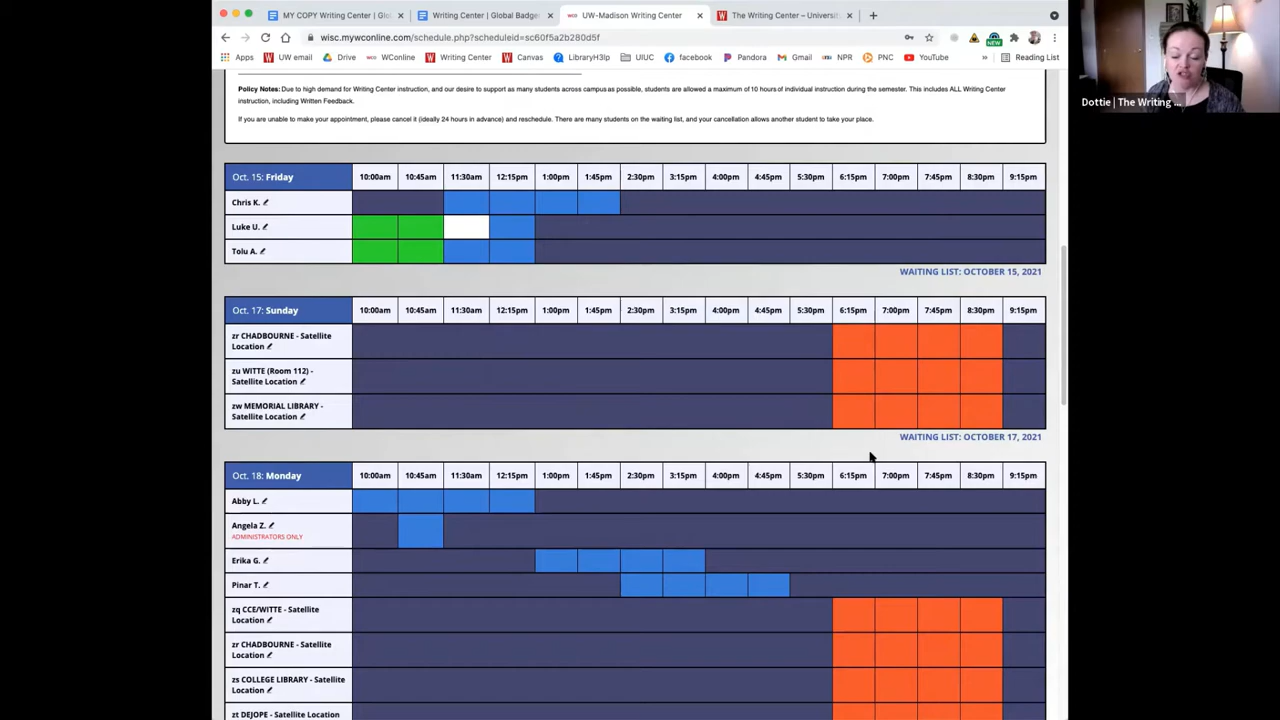 MY COPY Writing Center | Glo
Writing Center | Global Badger
UW-Madison Writing Center
The Writing Center – Universit
wisc.mywconline.com/schedule.php?scheduleid=sc60f5a2b280d5f
NEW
Apps
UW email
Drive
WConline
Writing Center
Canvas
LibraryH3lp
UIUC
facebook
Pandora
Gmail
NPR
PNC
YouTube
Reading List
Dottie | The Writing ...
Policy Notes: Due to high demand for Writing Center instruction, and our desire to support as many students across campus as possible, students are allowed a maximum of 10 hours of individual instruction during the semester. This includes ALL Writing Center
instruction, including Written Feedback.
If you are unable to make your appointment, please cancel it (ideally 24 hours in advance) and reschedule. There are many students on the waiting list, and your cancellation allows another student to take your place.
Oct. 15: Friday 10:00am 10:45am 11:30am 12:15pm 1:00pm 1:45pm 2:30pm 3:15pm 4:00pm 4:45pm 5:30pm 6:15pm 7:00pm 7:45pm 8:30pm 9:15pm
Chris K.
Luke U.
Tolu A.
WAITING LIST: OCTOBER 15, 2021
Oct. 17: Sunday 10:00am 10:45am 11:30am 12:15pm 1:00pm 1:45pm 2:30pm 3:15pm 4:00pm 4:45pm 5:30pm 6:15pm 7:00pm 7:45pm 8:30pm 9:15pm
zr CHADBOURNE - Satellite
Location
zu WITTE (Room 112) -
Satellite Location
zw MEMORIAL LIBRARY -
Satellite Location
WAITING LIST: OCTOBER 17, 2021
Oct. 18: Monday 10:00am 10:45am 11:30am 12:15pm 1:00pm 1:45pm 2:30pm 3:15pm 4:00pm 4:45pm 5:30pm 6:15pm 7:00pm 7:45pm 8:30pm 9:15pm
Abby L.
Angela Z.
ADMINISTRATORS ONLY
Erika G.
Pinar T.
zq CCE/WITTE - Satellite
Location
zr CHADBOURNE - Satellite
Location
zs COLLEGE LIBRARY - Satellite
Location
zt DEJOPE - Satellite Location